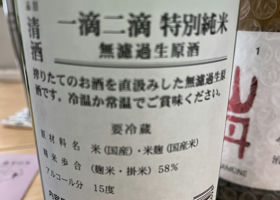 清酒
一滴二滴 特別純米
無濾過生原酒
搾りたてのお酒を直汲みした無濾過生原
酒です。冷温か常温でご賞味ください。
要冷蔵
原材料名 米(国産)・米麹(国産米)
精米歩合 (麹米・掛米) 58%
アルコール分 15度